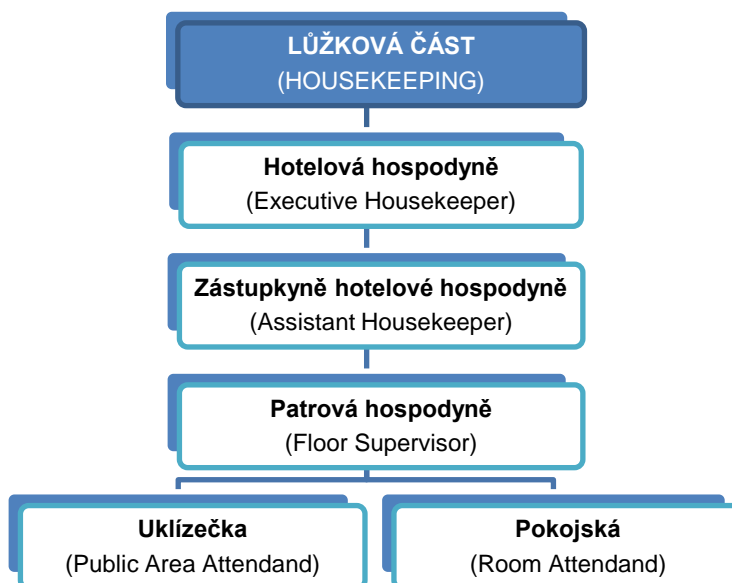 LŮŽKOVÁ ČÁST
(HOUSEKEEPING)
Hotelová hospodyně
(Executive Housekeeper)
Zástupkyně hotelové hospodyně
(Assistant Housekeeper)
Patrová hospodyně
(Floor Supervisor)
Uklízečka
(Public Area Attendand)
Pokojská
(Room Attendand)